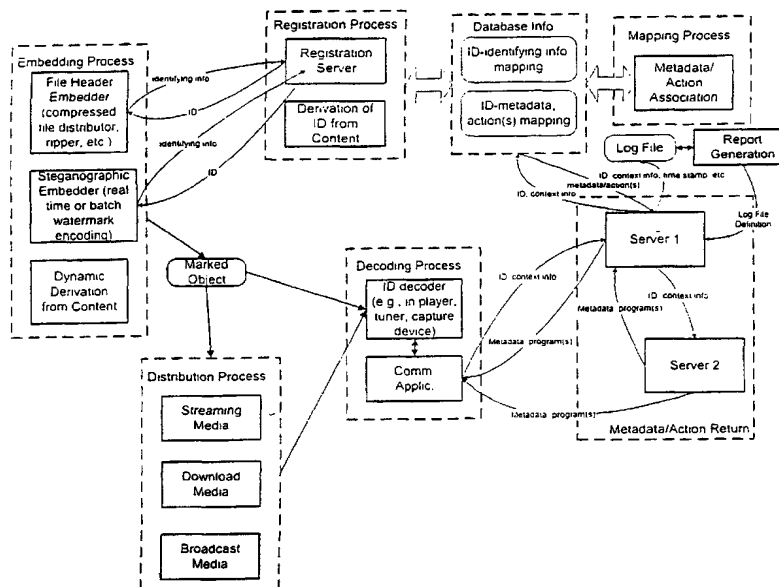 Registration Process
Registration
Server
Derivation of
ID from
Content
Database Info
ID-identifying info
mapping
ID-metadata,
action(s) mapping
Mapping Process
Metadata/
Action
Association
Embedding Process
File Header
Embedder
(compressed
file distributor,
ripper, etc.)
Steganographic
Embedder (real
time or batch
watermark
encoding)
Dynamic
Derivation
from Content
identifying info
ID
identifying info
ID
Log File
Report
Generation
ID, context info, time stamp, etc
metadata/action(s)
ID, context info
Log File
Definition
Server 1
ID, context info
Metadata, program(s)
Server 2
Metadata/Action Return
Marked
Object
Decoding Process
ID decoder
(e.g., in player,
tuner, capture
device)
Comm
Applic.
ID, context info
Metadata, program(s)
Metadata, program(s)
Distribution Process
Streaming
Media
Download
Media
Broadcast
Media